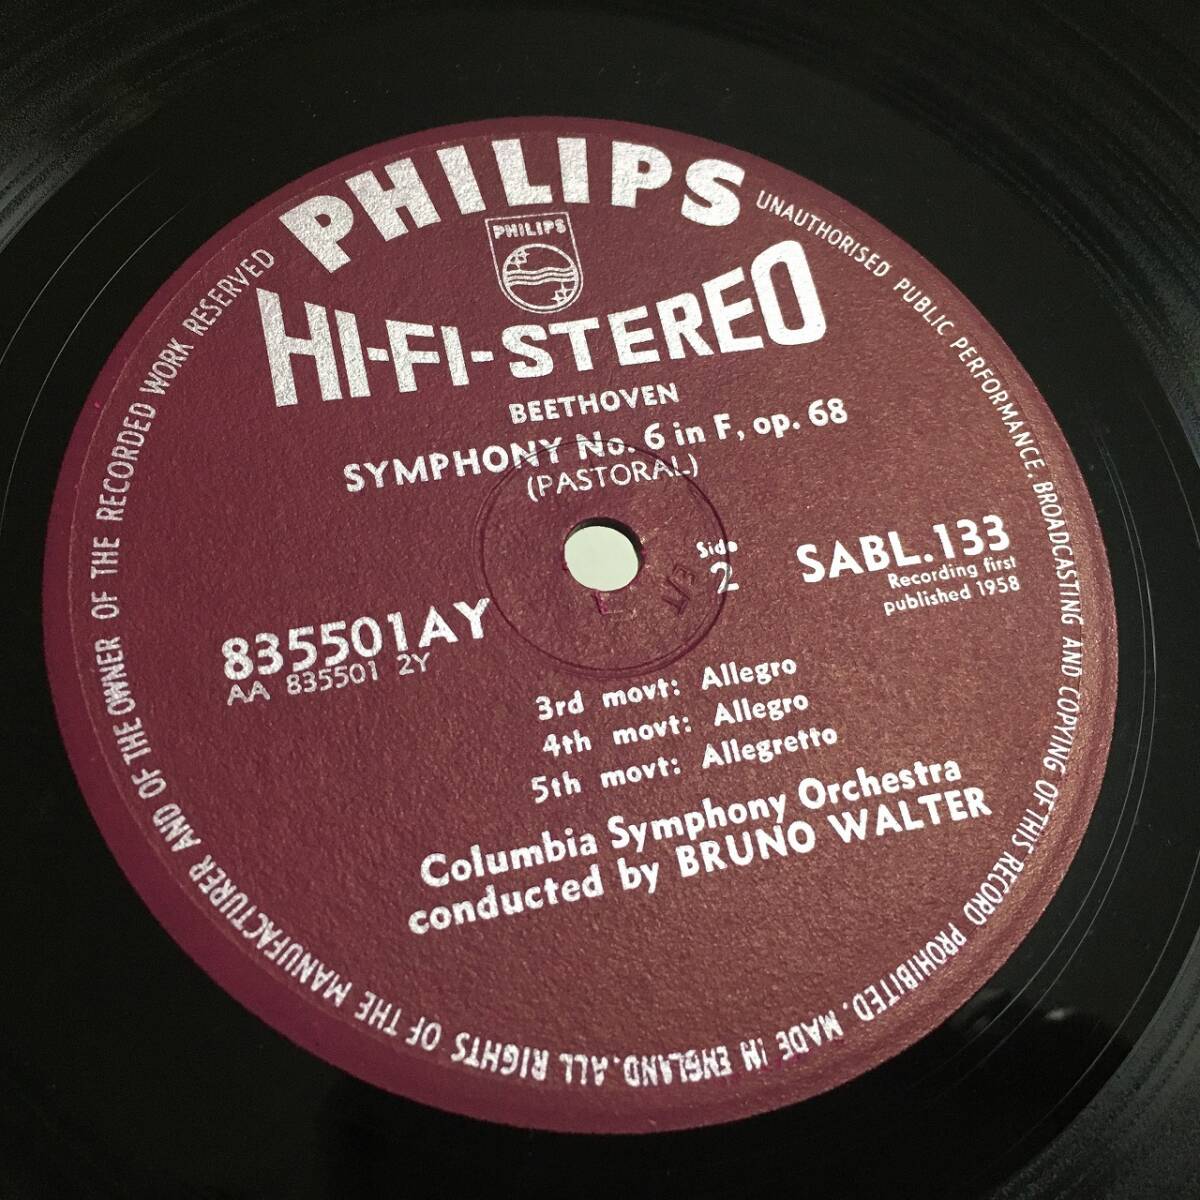 PHILIPS
PHILIPS
HI-FI-STEREO
BEETHOVEN
SYMPHONY No. 6 in F, op. 68
(PASTORAL)
Side
2
SABL.133
Recording first
published 1958
835501AY
AA 835501 2Y
3rd movt: Allegro
4th movt: Allegro
5th movt: Allegretto
Columbia Symphony Orchestra
conducted by BRUNO WALTER
ALL RIGHTS OF THE MANUFACTURER AND OF THE OWNER OF THE RECORDED WORK RESERVED
UNAUTHORISED PUBLIC PERFORMANCE, BROADCASTING AND COPYING OF THIS RECORD PROHIBITED. MADE IN ENGLAND.